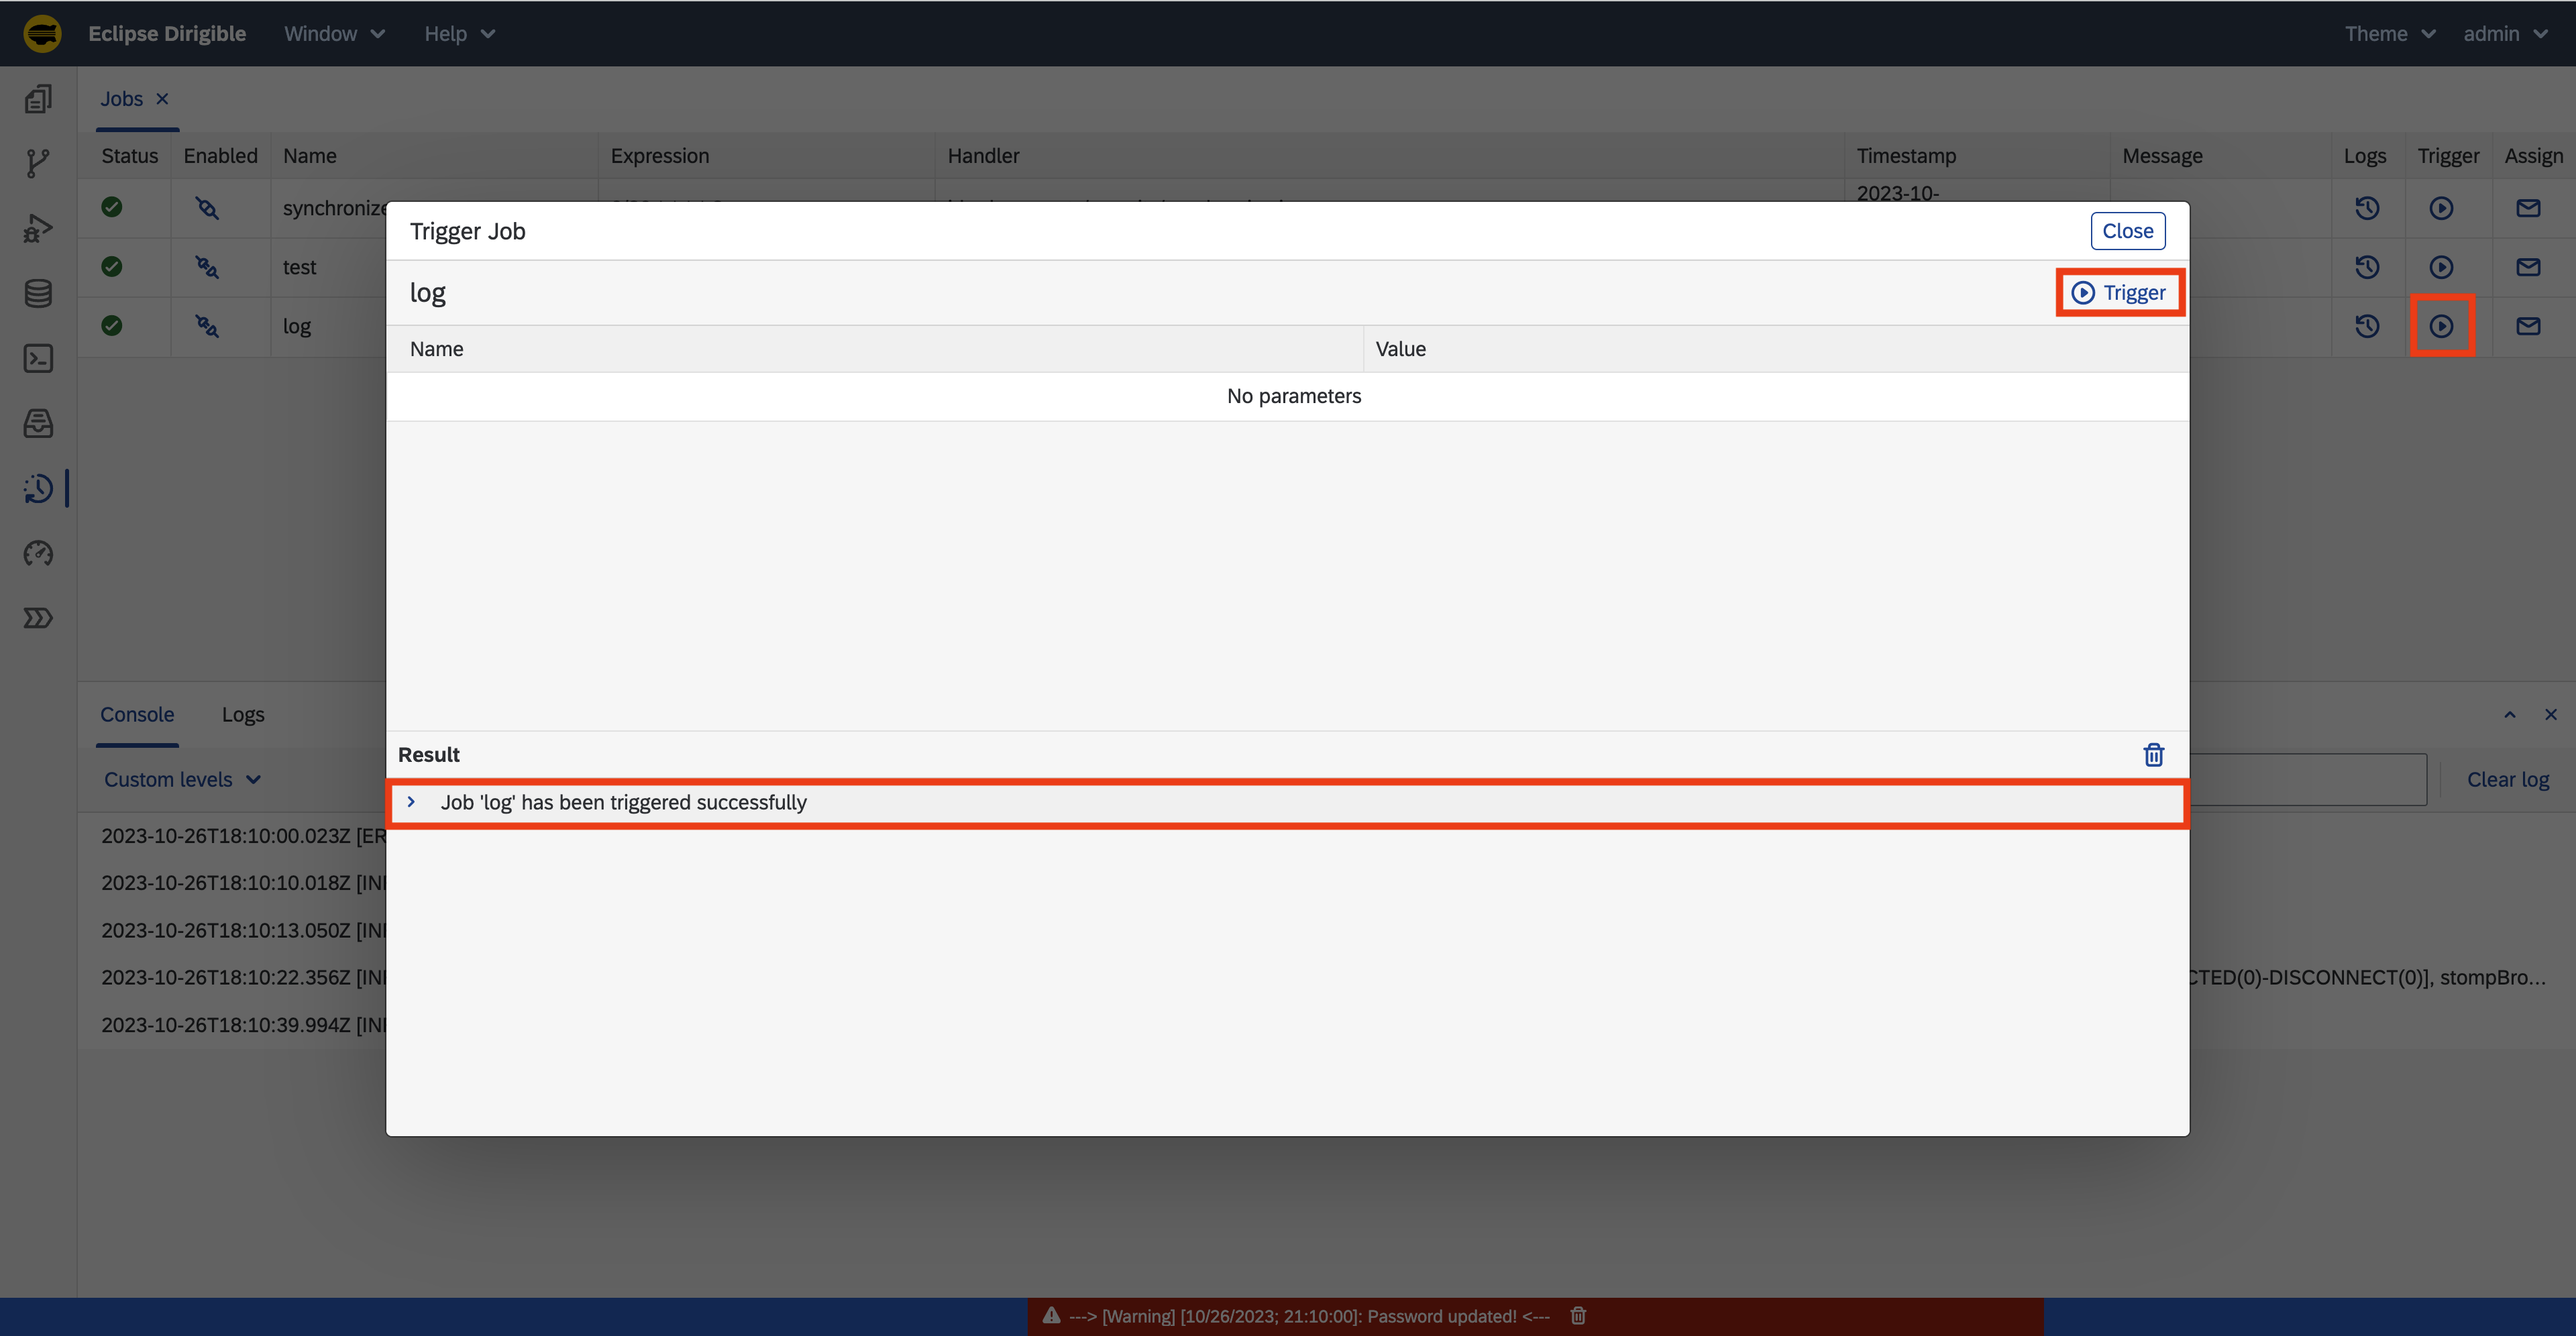 Eclipse Dirigible Window Help Theme admin
Jobs
Status Enabled Name Expression Handler Timestamp Message Logs Trigger Assign
2023-10-
synchronize
Trigger Job Close
test
log Trigger
log
Name Value
No parameters
Console Logs
Result
Custom levels Clear log
Job 'log' has been triggered successfully
2023-10-26T18:10:00.023Z [ER
2023-10-26T18:10:10.018Z [IN
2023-10-26T18:10:13.050Z [IN
2023-10-26T18:10:22.356Z [IN CTED(0)-DISCONNECT(0)], stompBro...
2023-10-26T18:10:39.994Z [IN
---> [Warning] [10/26/2023; 21:10:00]: Password updated! <---